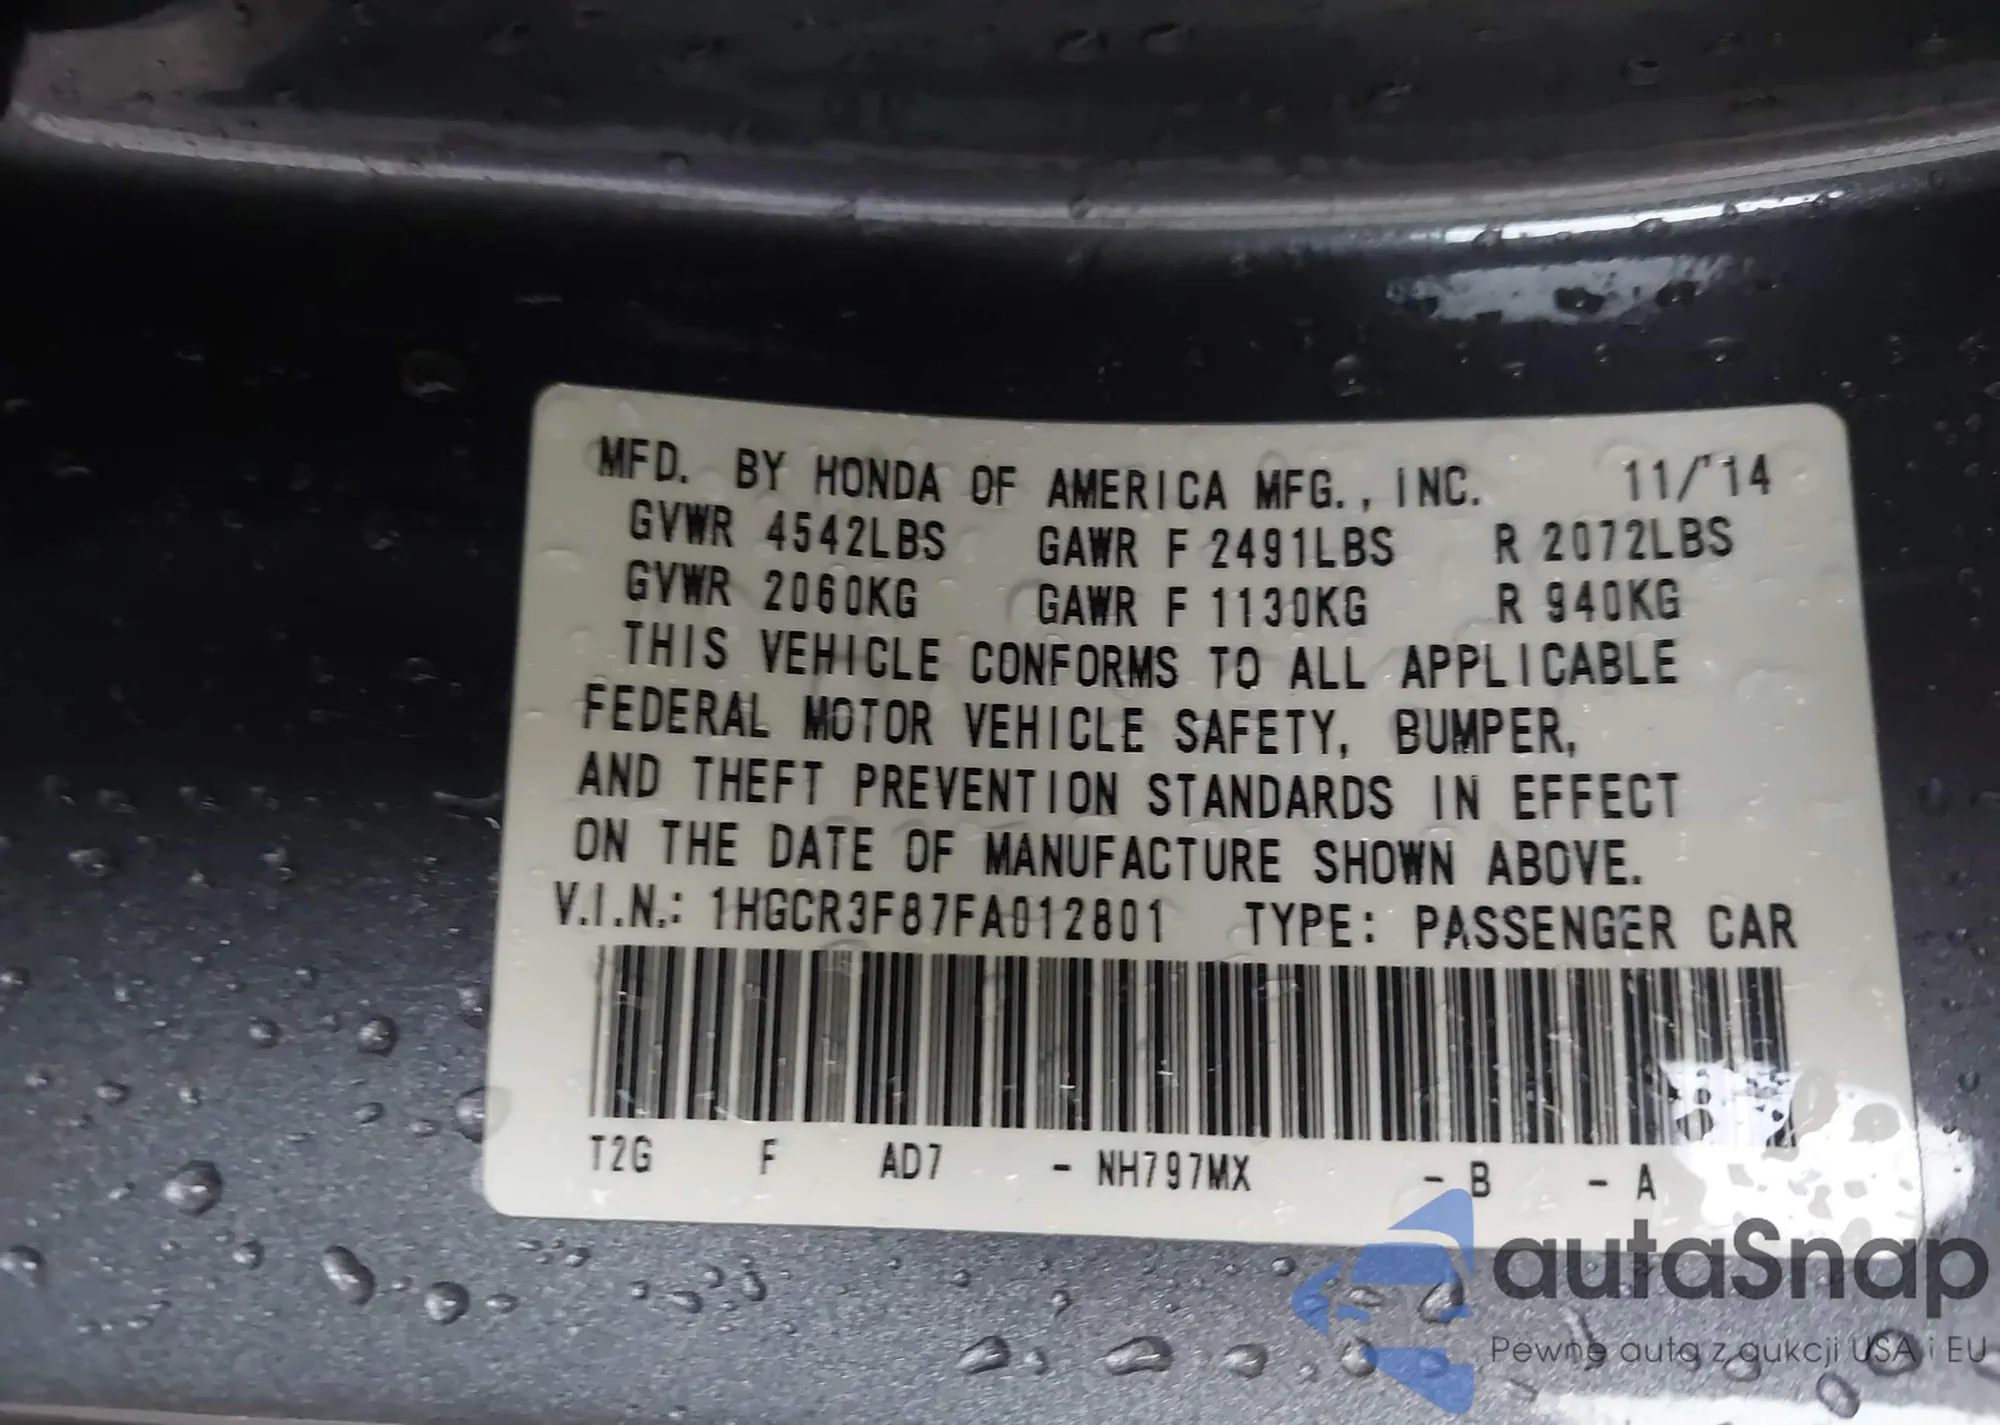 MFD. BY HONDA OF AMERICA MFG., INC. 11/'14
GVWR 4542LBS GAWR F 2491LBS R 2072LBS
GVWR 2060KG GAWR F 1130KG R 940KG
THIS VEHICLE CONFORMS TO ALL APPLICABLE
FEDERAL MOTOR VEHICLE SAFETY, BUMPER,
AND THEFT PREVENTION STANDARDS IN EFFECT
ON THE DATE OF MANUFACTURE SHOWN ABOVE.
V.I.N.: 1HGCR3F87FA012801 TYPE: PASSENGER CAR
T2G F AD7 - NH797MX - B - A
autaSnap
Pewne auta z aukcji USA i EU